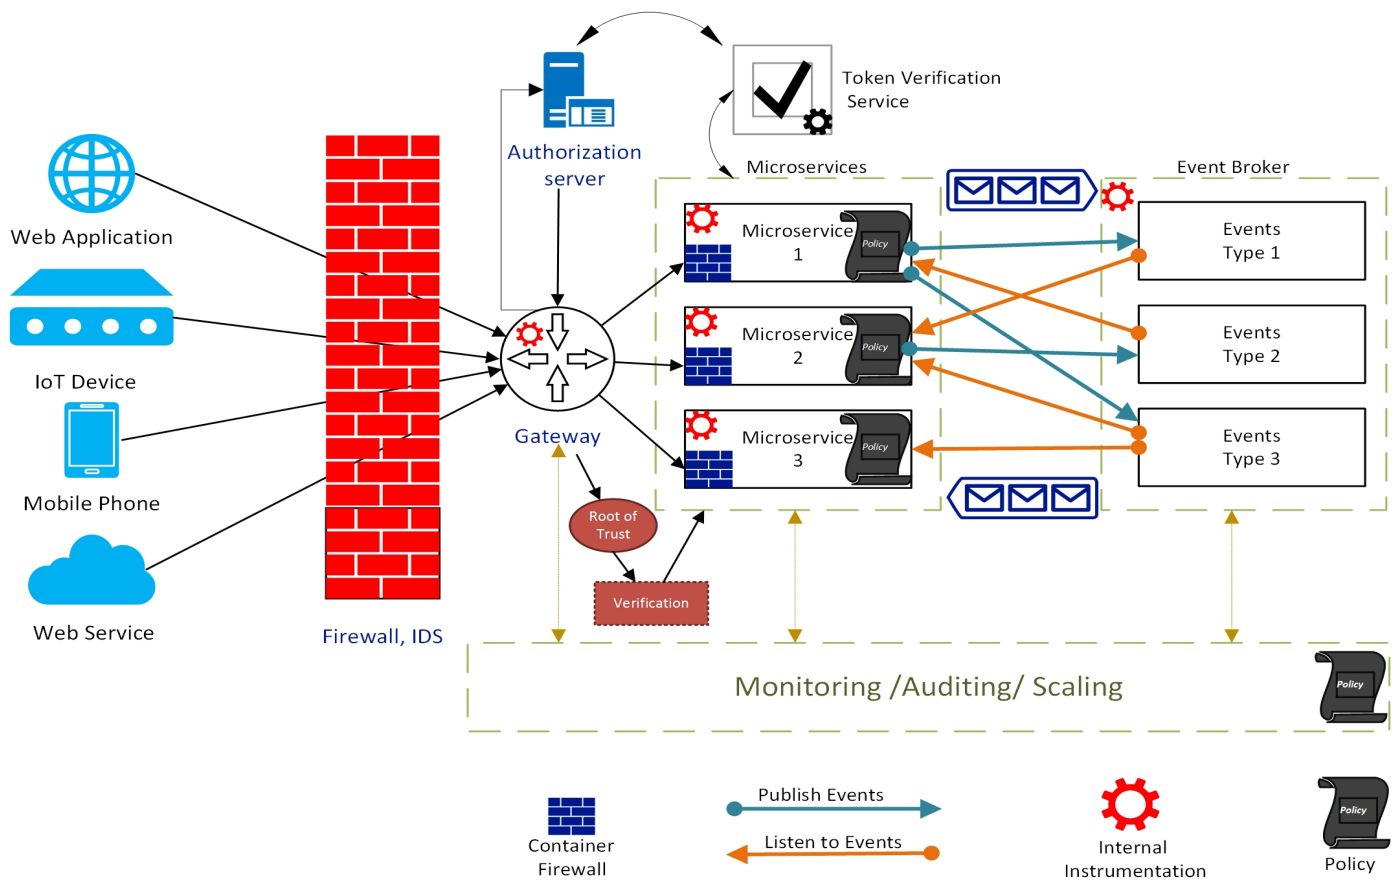 Token Verification
Service
Authorization
server
Microservices
Event Broker
Web Application
IoT Device
Mobile Phone
Web Service
Firewall, IDS
Gateway
Root of
Trust
Verification
Microservice
1
Policy
Microservice
2
Policy
Microservice
3
Policy
Events
Type 1
Events
Type 2
Events
Type 3
Monitoring /Auditing/ Scaling
Policy
Container
Firewall
Publish Events
Listen to Events
Internal
Instrumentation
Policy
Policy